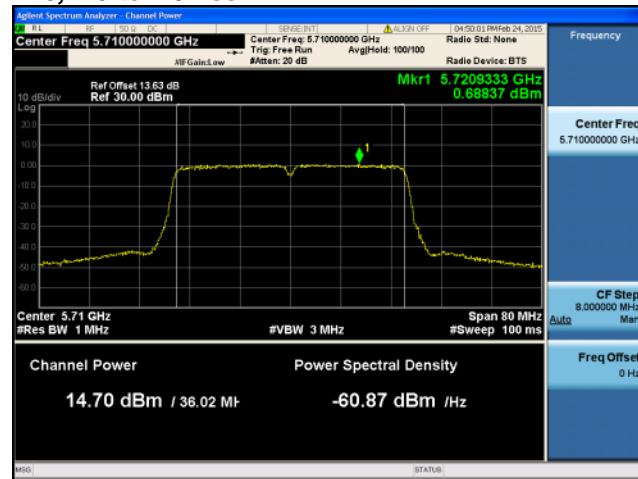 Agilent Spectrum Analyzer - Channel Power
RL RF 50 Ω DC SENSE:INT ALIGN OFF 04:50:01 PM Feb 24, 2015
Center Freq 5.710000000 GHz
Center Freq: 5.710000000 GHz
Radio Std: None
Trig: Free Run Avg|Hold: 100/100
#IFGain:Low #Atten: 20 dB Radio Device: BTS
Frequency
Mkr1 5.7209333 GHz
0.68837 dBm
Ref Offset 13.63 dB
10 dB/div Ref 30.00 dBm
Log
20.0
10.0
0.00
-10.0
-20.0
-30.0
-40.0
-50.0
-60.0
1
Center 5.71 GHz Span 80 MHz
#Res BW 1 MHz #VBW 3 MHz #Sweep 100 ms
Channel Power Power Spectral Density
14.70 dBm / 36.02 MH -60.87 dBm /Hz
Center Freq
5.710000000 GHz
CF Step
8.000000 MHz
Auto Man
Freq Offset
0 Hz
MSG STATUS